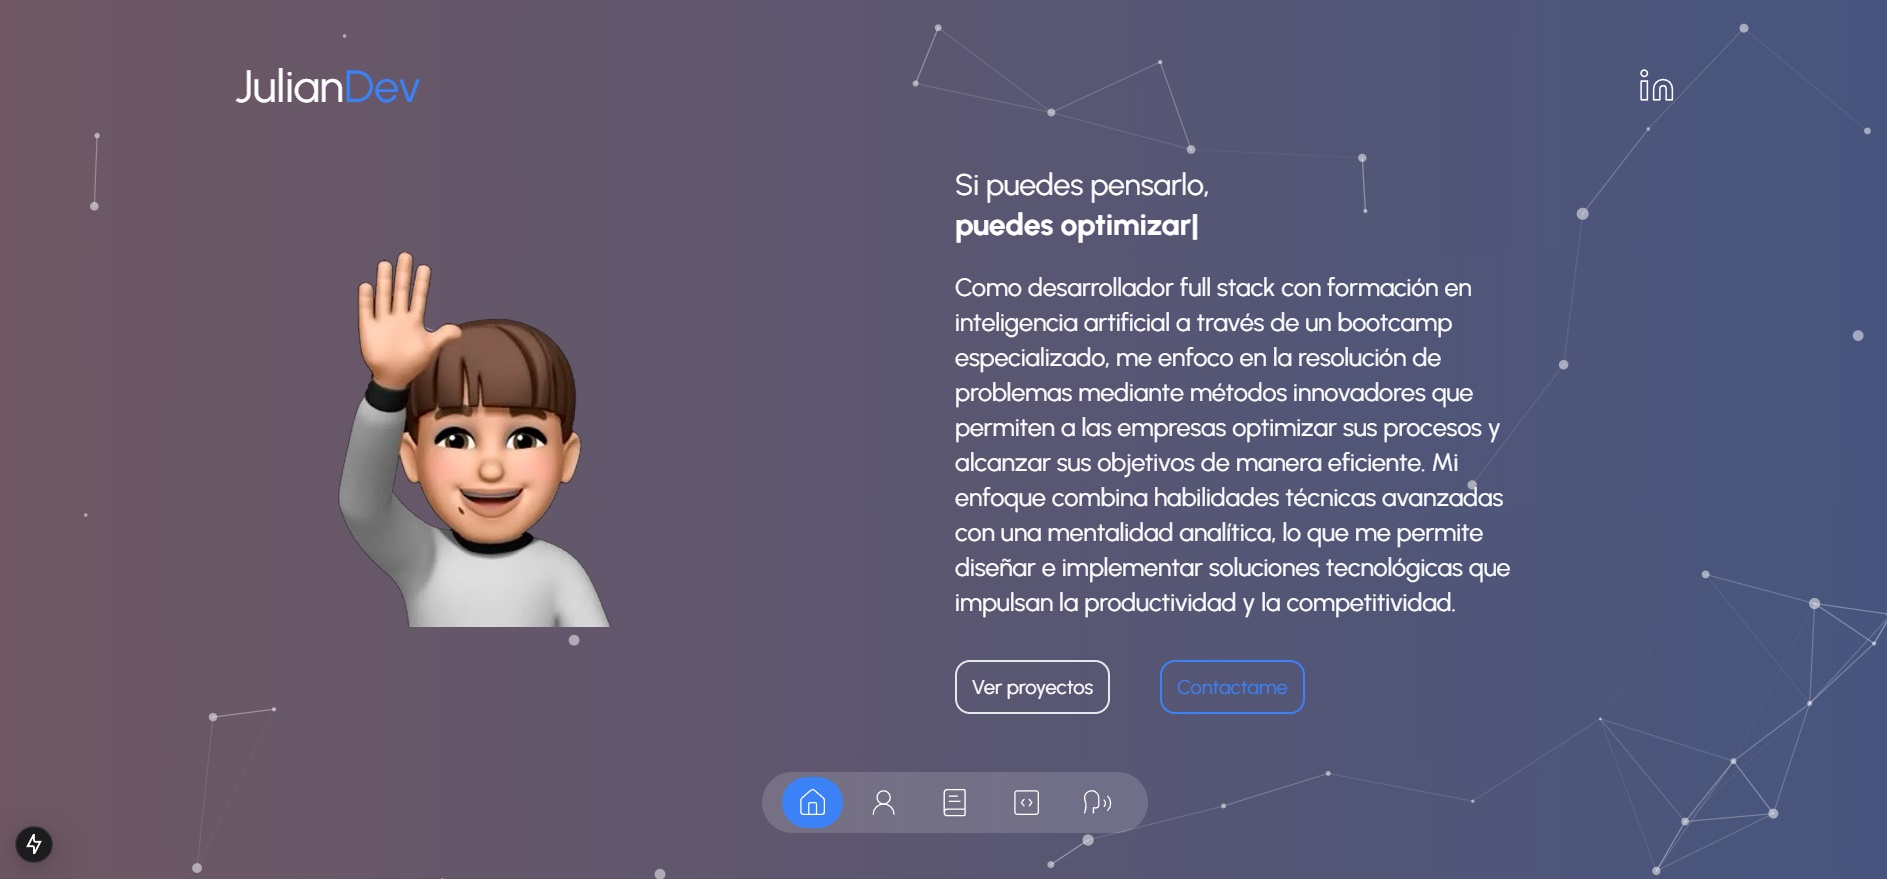 JulianDev
in
Si puedes pensarlo,
puedes optimizar|
Como desarrollador full stack con formación en
inteligencia artificial a través de un bootcamp
especializado, me enfoco en la resolución de
problemas mediante métodos innovadores que
permiten a las empresas optimizar sus procesos y
alcanzar sus objetivos de manera eficiente. Mi
enfoque combina habilidades técnicas avanzadas
con una mentalidad analítica, lo que me permite
diseñar e implementar soluciones tecnológicas que
impulsan la productividad y la competitividad.
Ver proyectos
Contactame